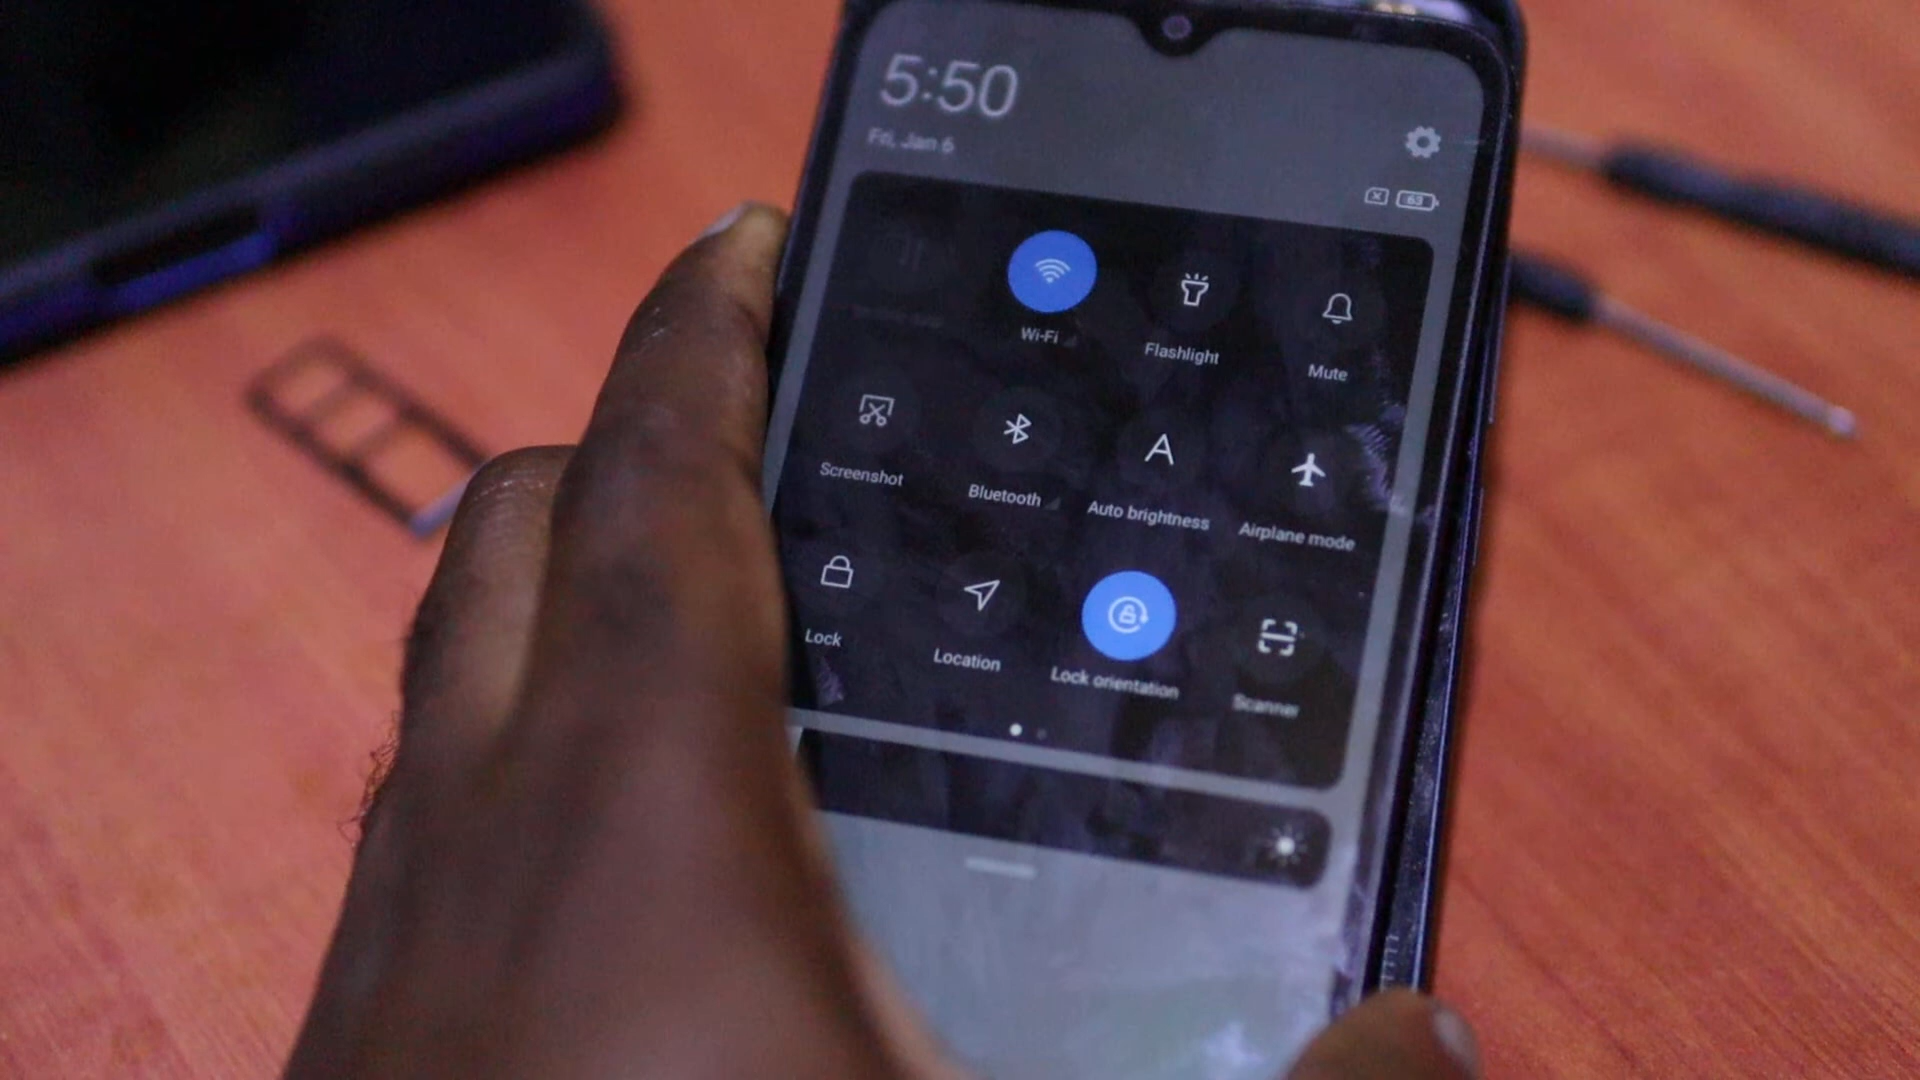 5:50
Fri, Jan 6
63
Wi-Fi
Flashlight
Mute
Screenshot
Bluetooth
A
Auto brightness
Airplane mode
Lock
Location
Lock orientation
Scanner